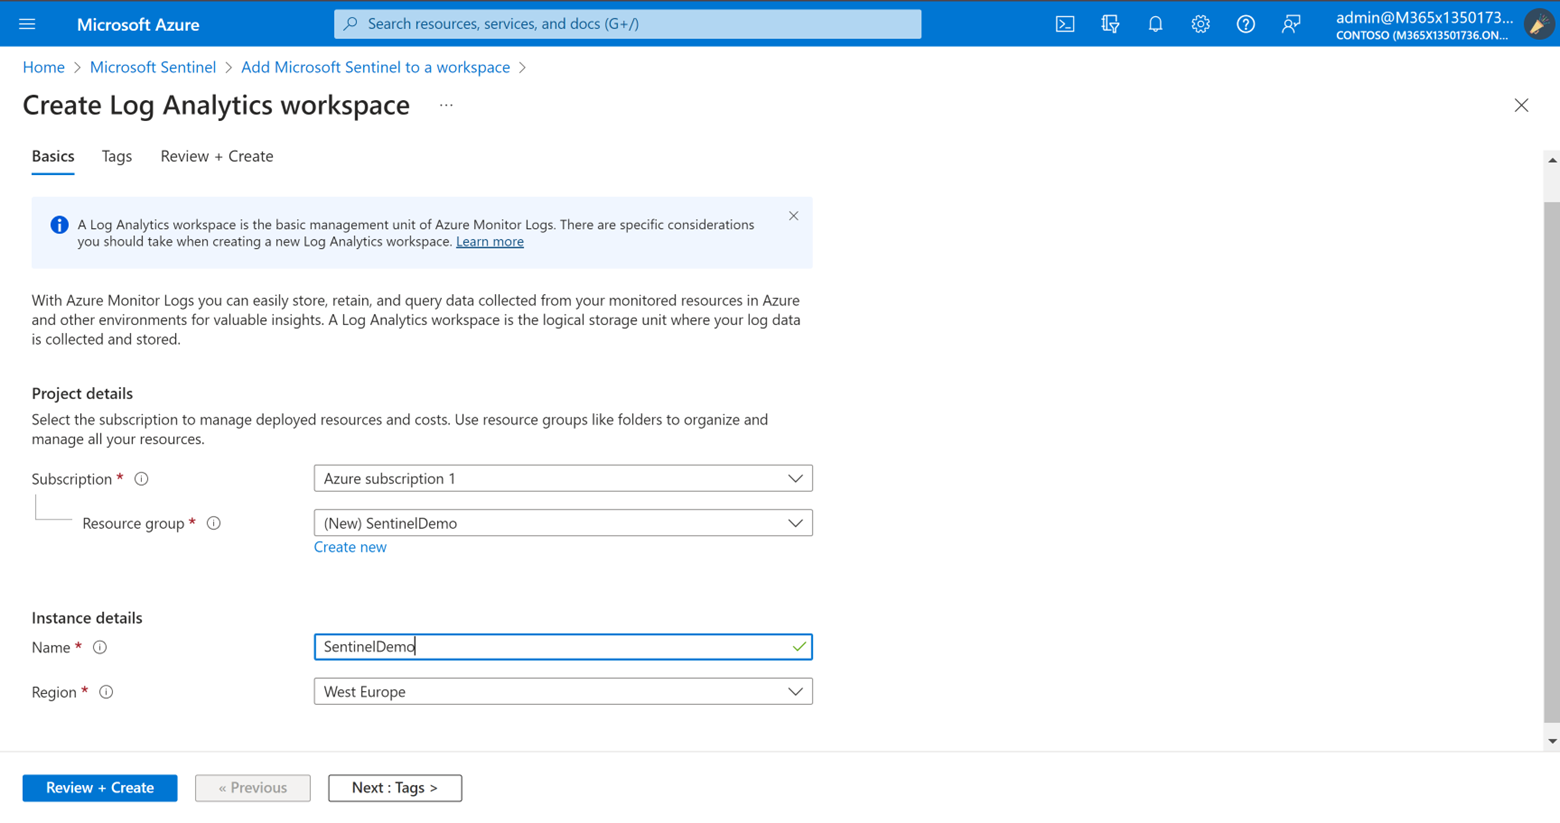 Microsoft Azure
Search resources, services, and docs (G+/)
admin@M365x1350173...
CONTOSO (M365X13501736.ON...
Home > Microsoft Sentinel > Add Microsoft Sentinel to a workspace >
Create Log Analytics workspace ...
Basics Tags Review + Create
A Log Analytics workspace is the basic management unit of Azure Monitor Logs. There are specific considerations
you should take when creating a new Log Analytics workspace. Learn more
With Azure Monitor Logs you can easily store, retain, and query data collected from your monitored resources in Azure
and other environments for valuable insights. A Log Analytics workspace is the logical storage unit where your log data
is collected and stored.
Project details
Select the subscription to manage deployed resources and costs. Use resource groups like folders to organize and
manage all your resources.
Subscription * Azure subscription 1
Resource group * (New) SentinelDemo
Create new
Instance details
Name * SentinelDemo
Region * West Europe
Review + Create « Previous Next : Tags >